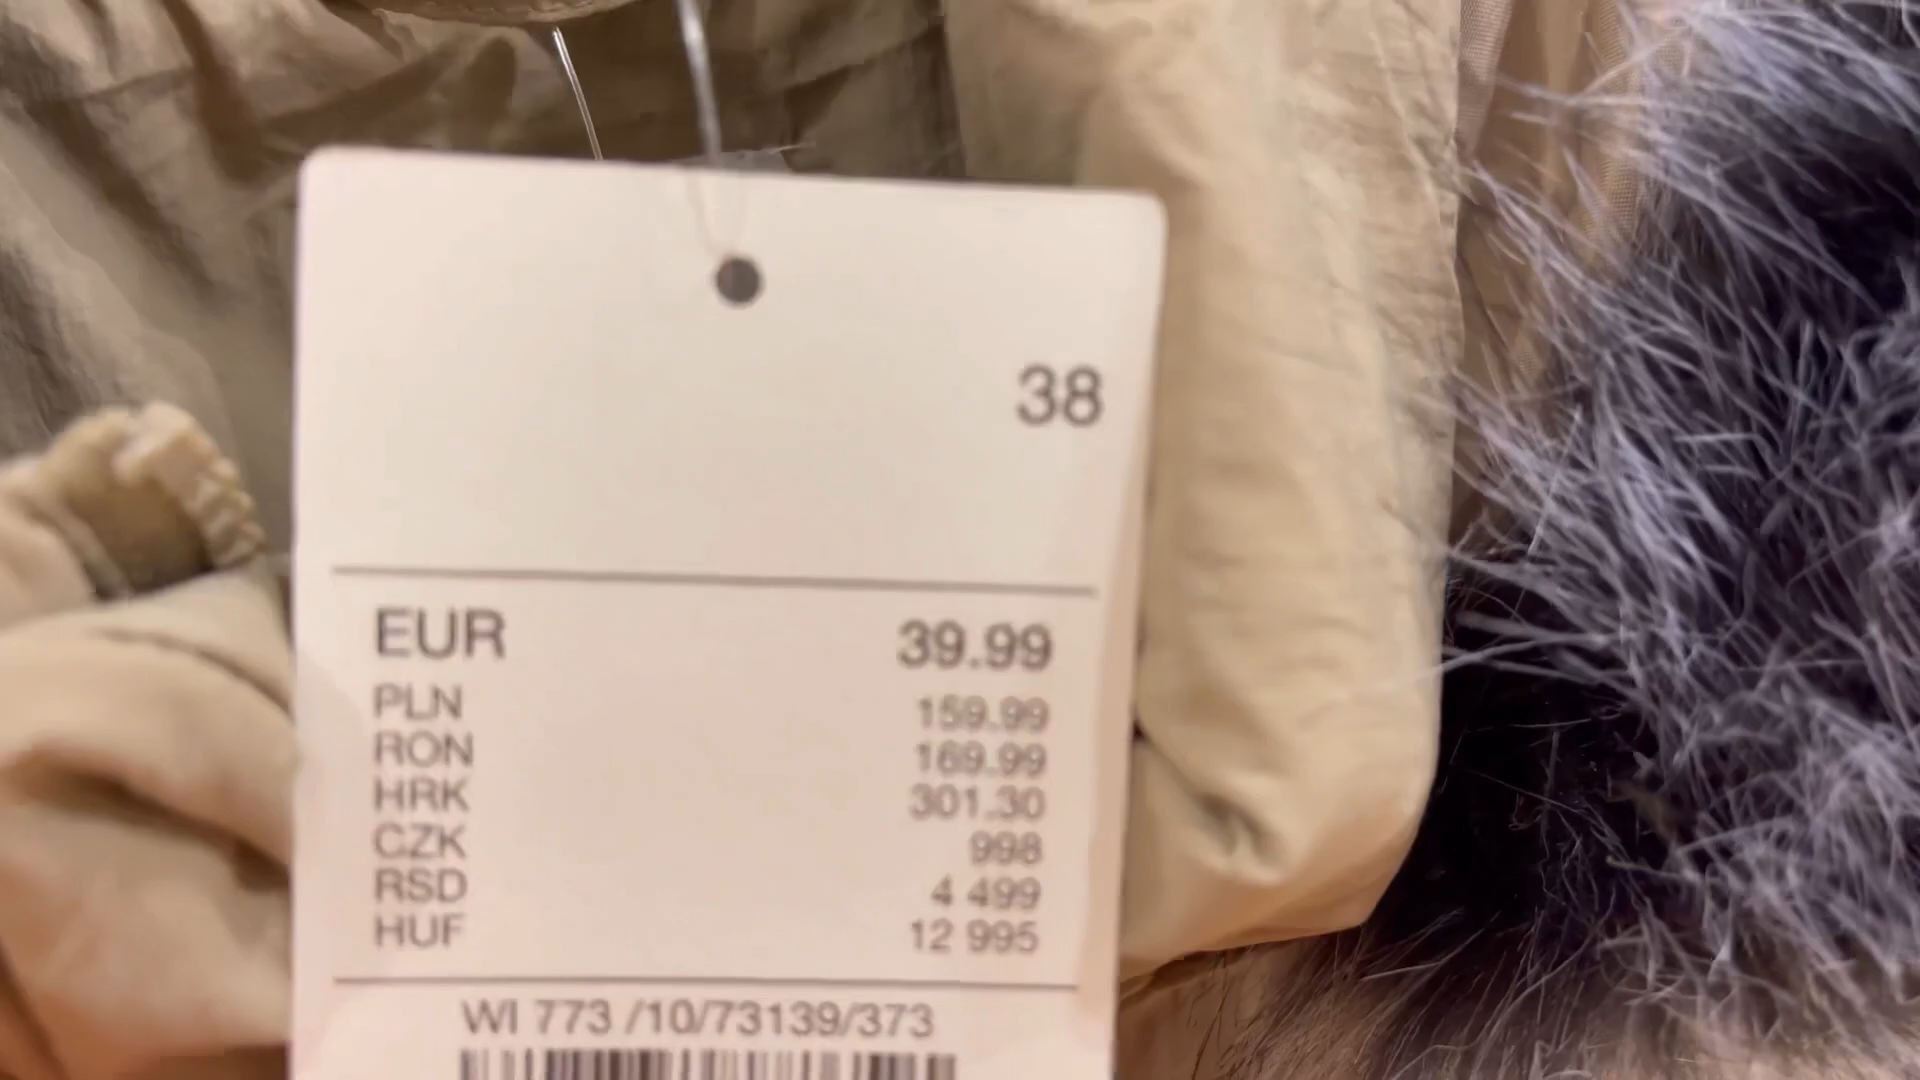 38
EUR 39.99
PLN 159.99
RON 169.99
HRK 301.30
CZK 998
RSD 4 499
HUF 12 995
WI 773 /10/73139/373